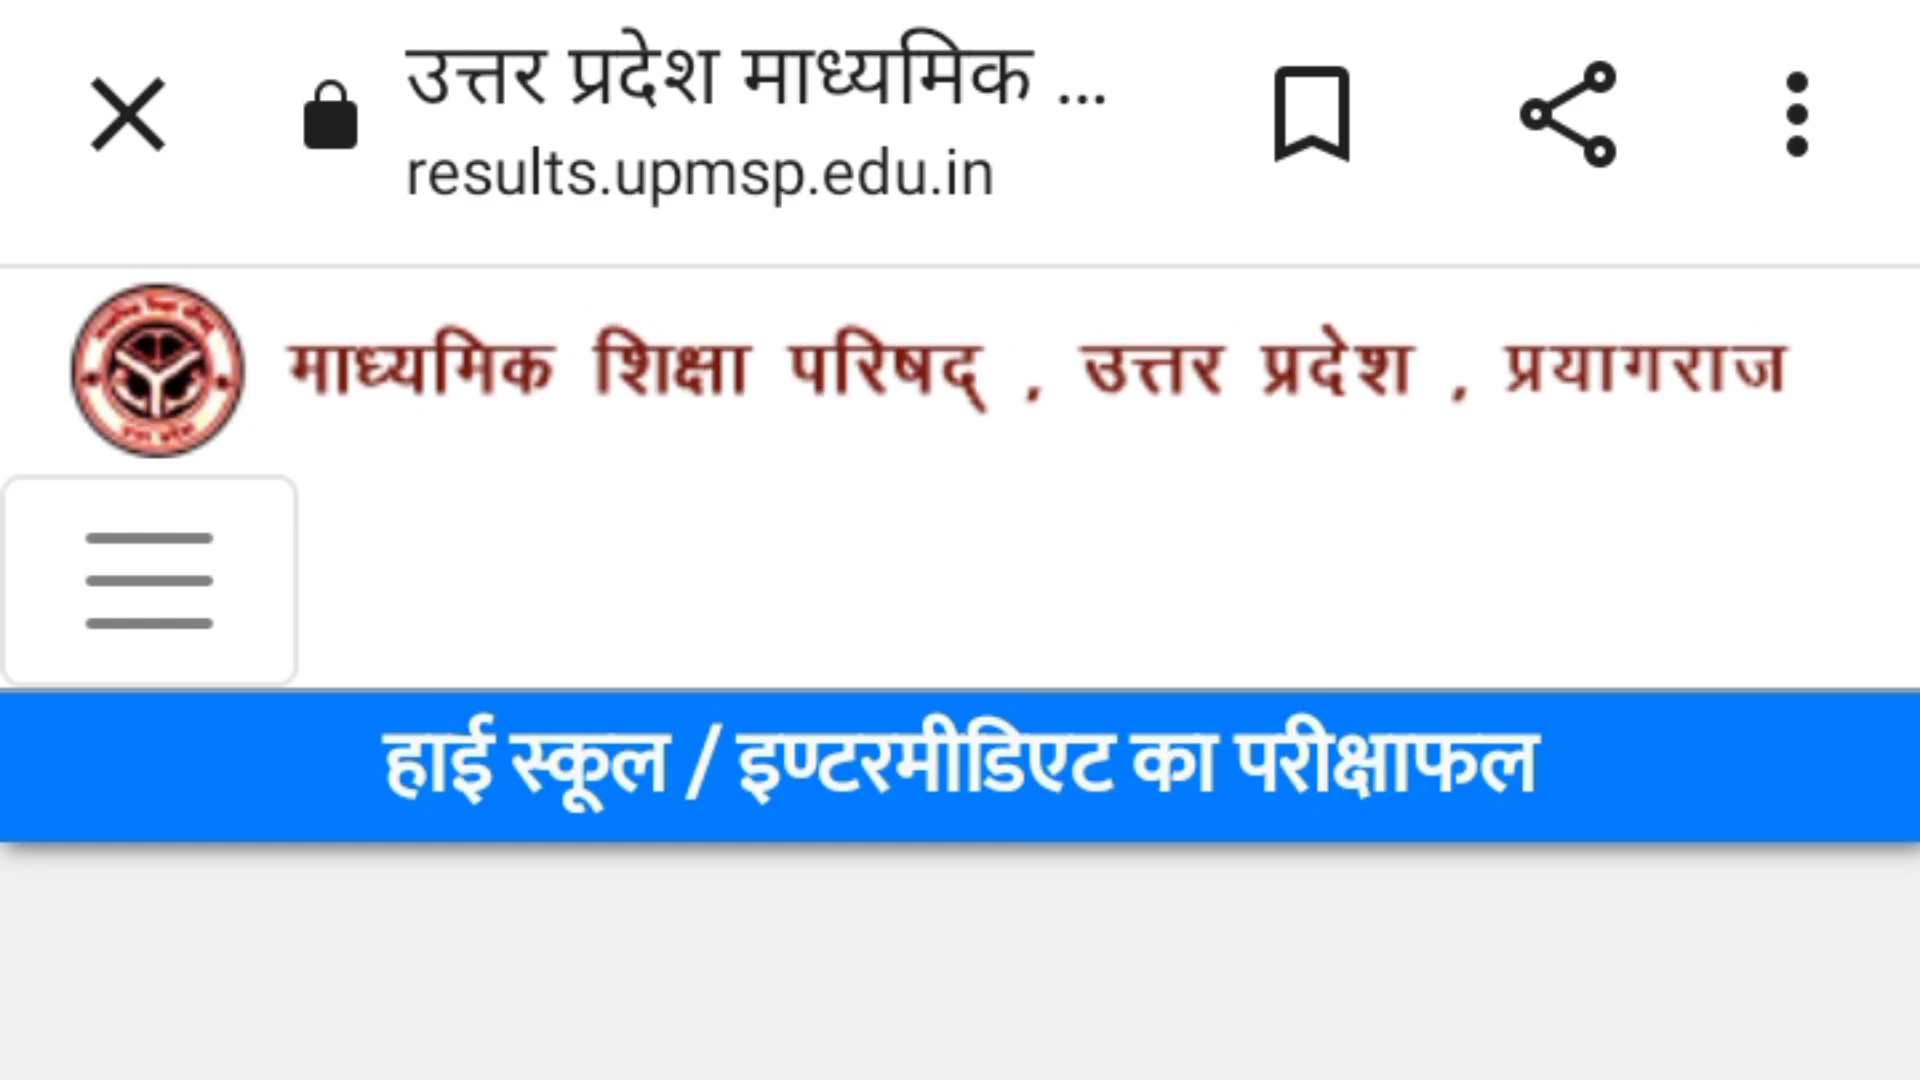 उत्तर प्रदेश माध्यमिक ...
results.upmsp.edu.in
माध्यमिक शिक्षा परिषद् , उत्तर प्रदेश , प्रयागराज
हाई स्कूल / इण्टरमीडिएट का परीक्षाफल